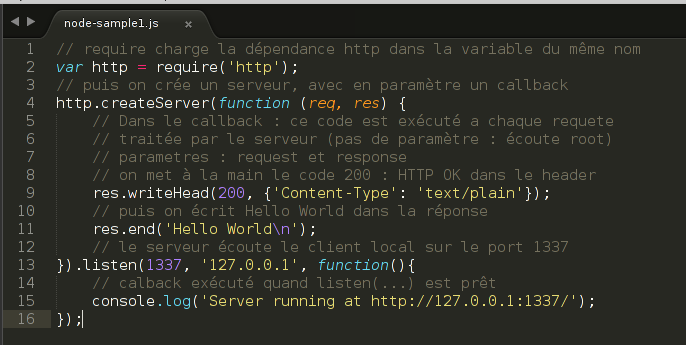 node-sample1.js ×
1 // require charge la dépendance http dans la variable du même nom
2 var http = require('http');
3 // puis on crée un serveur, avec en paramètre un callback
4 http.createServer(function (req, res) {
5 // Dans le callback : ce code est exécuté a chaque requete
6 // traitée par le serveur (pas de paramètre : écoute root)
7 // parametres : request et response
8 // on met à la main le code 200 : HTTP OK dans le header
9 res.writeHead(200, {'Content-Type': 'text/plain'});
10 // puis on écrit Hello World dans la réponse
11 res.end('Hello World\n');
12 // le serveur écoute le client local sur le port 1337
13 }).listen(1337, '127.0.0.1', function(){
14 // calback exécuté quand listen(...) est prêt
15 console.log('Server running at http://127.0.0.1:1337/');
16 });